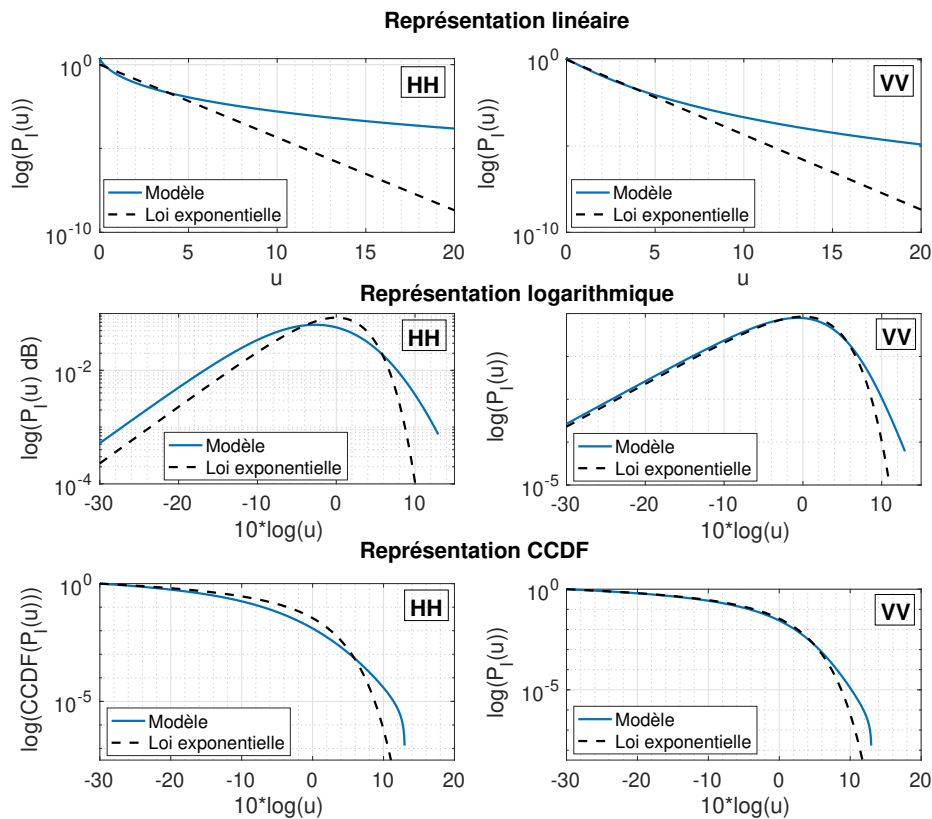 Représentation linéaire
10^0
log(P_I(u))
HH
Modèle
Loi exponentielle
10^-10
0 5 10 15 20
u
10^0
log(P_I(u))
VV
Modèle
Loi exponentielle
10^-10
0 5 10 15 20
u
Représentation logarithmique
log(P_I(u) dB)
HH
10^-2
Modèle
Loi exponentielle
10^-4
-30 -20 -10 0 10
10*log(u)
log(P_I(u))
VV
Modèle
Loi exponentielle
10^-5
-30 -20 -10 0 10
10*log(u)
Représentation CCDF
10^0
log(CCDF(P_I(u)))
HH
10^-5
Modèle
Loi exponentielle
-30 -20 -10 0 10 20
10*log(u)
10^0
log(P_I(u))
VV
10^-5
Modèle
Loi exponentielle
-30 -20 -10 0 10 20
10*log(u)